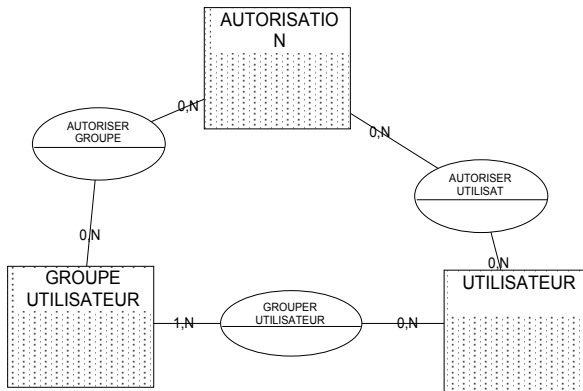 AUTORISATIO
N
0,N
0,N
AUTORISER
GROUPE
AUTORISER
UTILISAT
0,N
0,N
GROUPE
UTILISATEUR
UTILISATEUR
GROUPER
UTILISATEUR
1,N
0,N